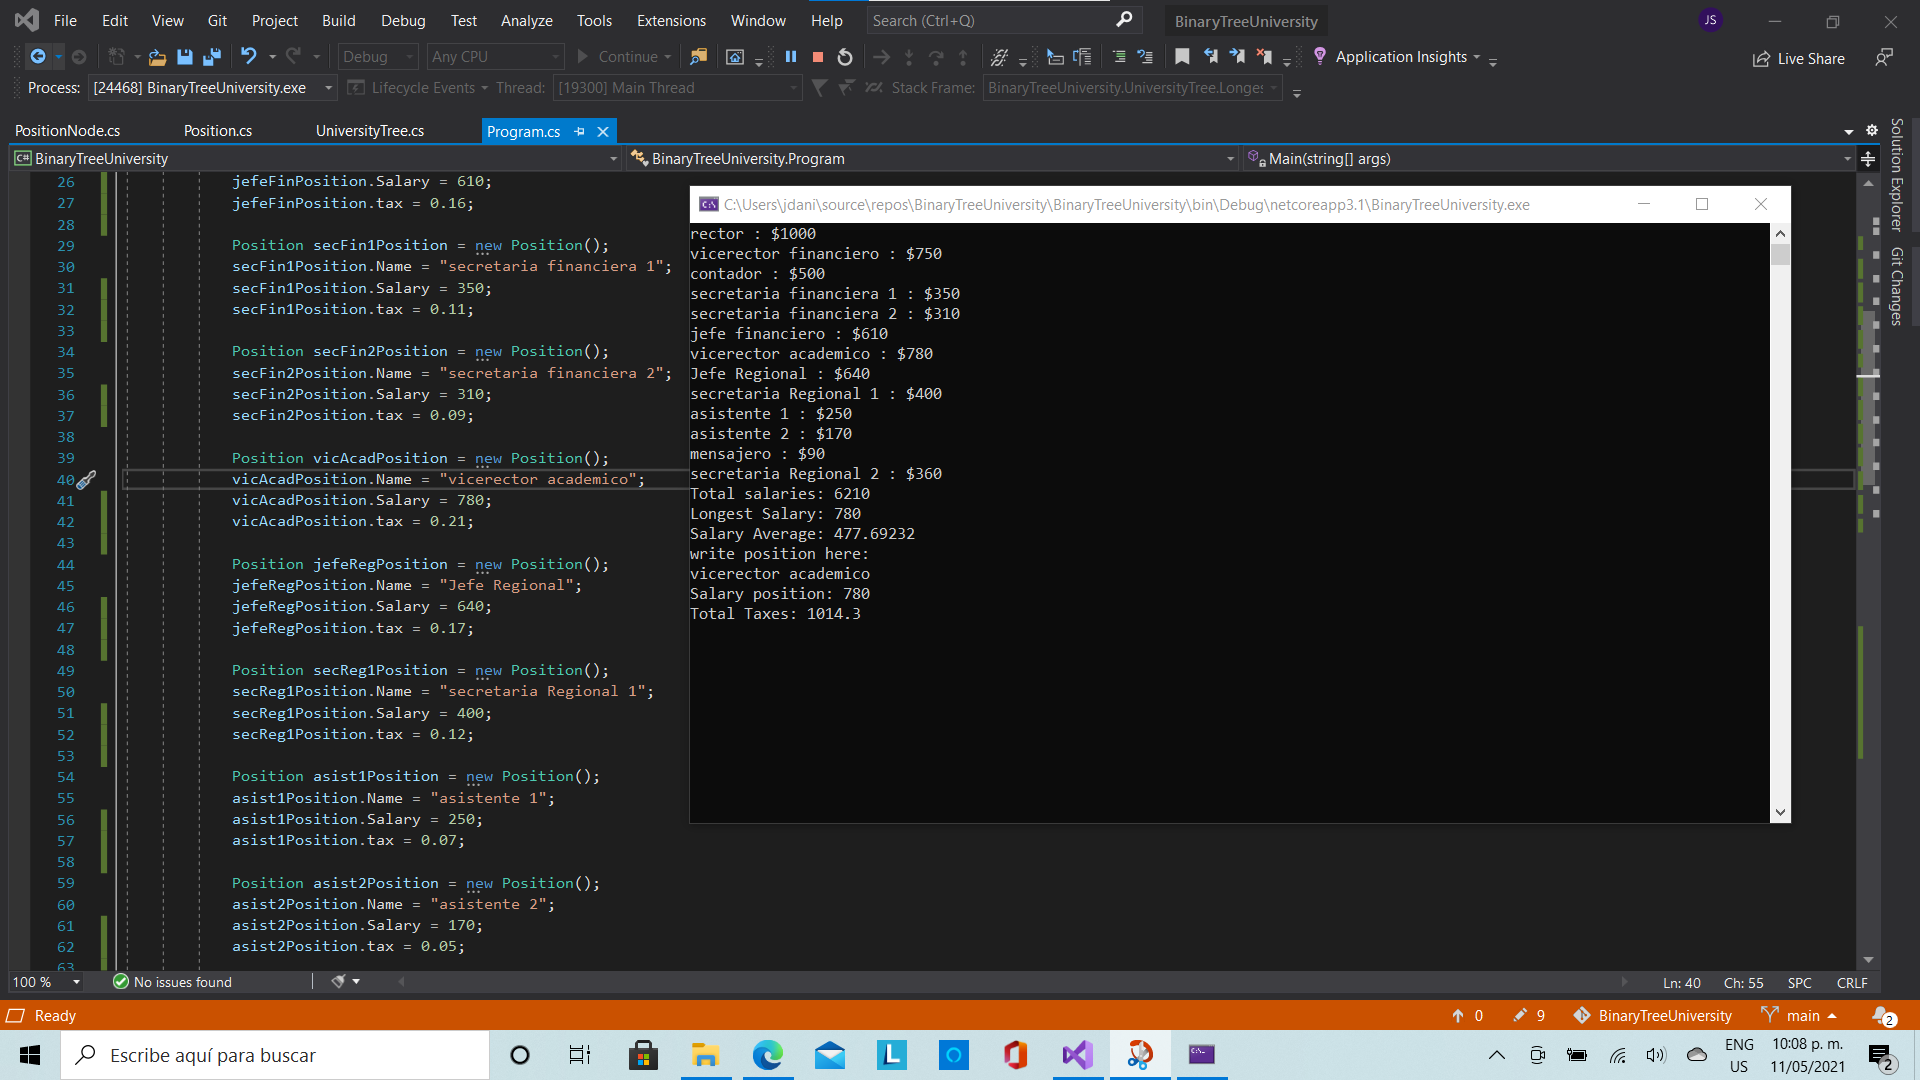 File Edit View Git Project Build Debug Test Analyze Tools Extensions Window Help Search (Ctrl+Q) BinaryTreeUniversity JS
Debug Any CPU Continue Application Insights Live Share
Process: [24468] BinaryTreeUniversity.exe Lifecycle Events Thread: [19300] Main Thread Stack Frame: BinaryTreeUniversity.UniversityTree.Longes
PositionNode.cs Position.cs UniversityTree.cs Program.cs
C# BinaryTreeUniversity BinaryTreeUniversity.Program Main(string[] args)
Solution Explorer
Git Changes
26 jefeFinPosition.Salary = 610;
27 jefeFinPosition.tax = 0.16;
28
29 Position secFin1Position = new Position();
30 secFin1Position.Name = "secretaria financiera 1";
31 secFin1Position.Salary = 350;
32 secFin1Position.tax = 0.11;
33
34 Position secFin2Position = new Position();
35 secFin2Position.Name = "secretaria financiera 2";
36 secFin2Position.Salary = 310;
37 secFin2Position.tax = 0.09;
38
39 Position vicAcadPosition = new Position();
40 vicAcadPosition.Name = "vicerector academico";
41 vicAcadPosition.Salary = 780;
42 vicAcadPosition.tax = 0.21;
43
44 Position jefeRegPosition = new Position();
45 jefeRegPosition.Name = "Jefe Regional";
46 jefeRegPosition.Salary = 640;
47 jefeRegPosition.tax = 0.17;
48
49 Position secReg1Position = new Position();
50 secReg1Position.Name = "secretaria Regional 1";
51 secReg1Position.Salary = 400;
52 secReg1Position.tax = 0.12;
53
54 Position asist1Position = new Position();
55 asist1Position.Name = "asistente 1";
56 asist1Position.Salary = 250;
57 asist1Position.tax = 0.07;
58
59 Position asist2Position = new Position();
60 asist2Position.Name = "asistente 2";
61 asist2Position.Salary = 170;
62 asist2Position.tax = 0.05;
63
C:\Users\jdani\source\repos\BinaryTreeUniversity\BinaryTreeUniversity\bin\Debug\netcoreapp3.1\BinaryTreeUniversity.exe
rector : $1000
vicerector financiero : $750
contador : $500
secretaria financiera 1 : $350
secretaria financiera 2 : $310
jefe financiero : $610
vicerector academico : $780
Jefe Regional : $640
secretaria Regional 1 : $400
asistente 1 : $250
asistente 2 : $170
mensajero : $90
secretaria Regional 2 : $360
Total salaries: 6210
Longest Salary: 780
Salary Average: 477.69232
write position here:
vicerector academico
Salary position: 780
Total Taxes: 1014.3
100 % No issues found Ln: 40 Ch: 55 SPC CRLF
Ready 0 9 BinaryTreeUniversity main 2
Escribe aquí para buscar L ENG US 10:08 p. m. 11/05/2021 2